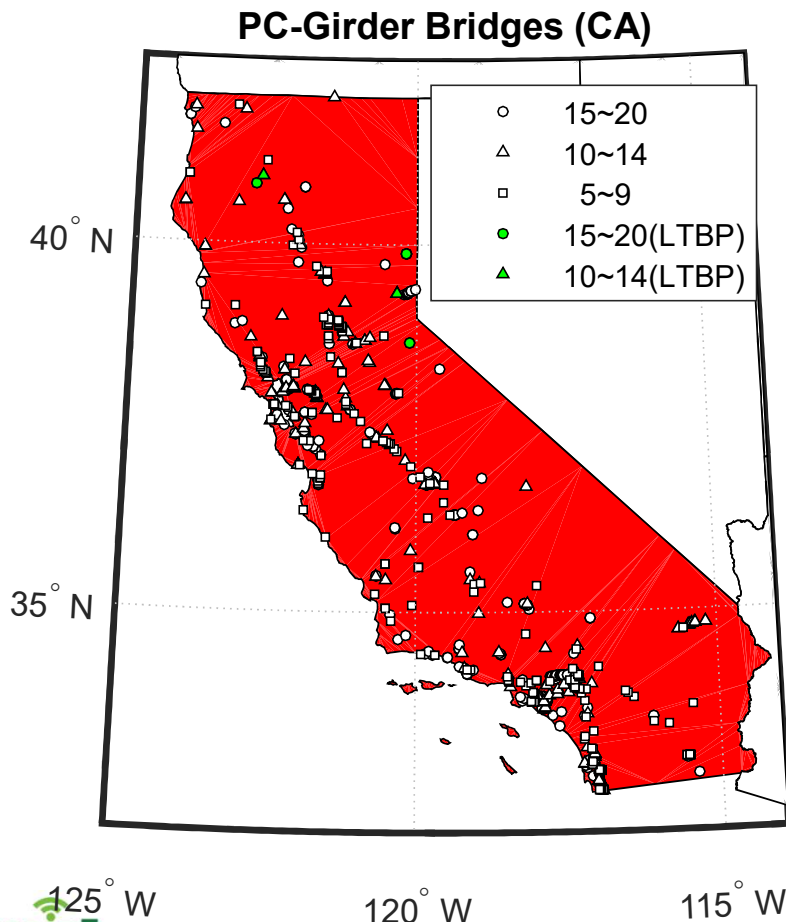 PC-Girder Bridges (CA)
15~20
10~14
5~9
15~20(LTBP)
10~14(LTBP)
40° N
35° N
125° W
120° W
115° W